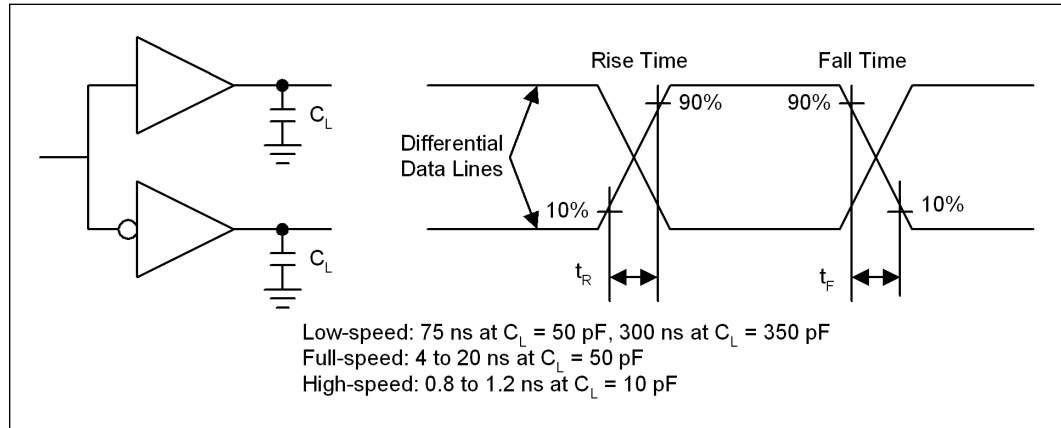 Rise Time
Fall Time
90%
90%
C_L
Differential
Data Lines
10%
10%
C_L
t_R
t_F
Low-speed: 75 ns at C_L = 50 pF, 300 ns at C_L = 350 pF
Full-speed: 4 to 20 ns at C_L = 50 pF
High-speed: 0.8 to 1.2 ns at C_L = 10 pF